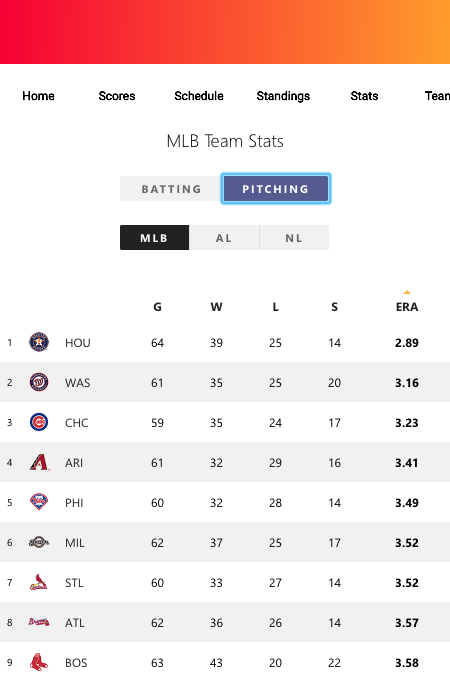 Home Scores Schedule Standings Stats Team
MLB Team Stats
BATTING PITCHING
MLB AL NL
G W L S ERA
1 HOU 64 39 25 14 2.89
2 WAS 61 35 25 20 3.16
3 CHC 59 35 24 17 3.23
4 ARI 61 32 29 16 3.41
5 PHI 60 32 28 14 3.49
6 MIL 62 37 25 17 3.52
7 STL 60 33 27 14 3.52
8 ATL 62 36 26 14 3.57
9 BOS 63 43 20 22 3.58